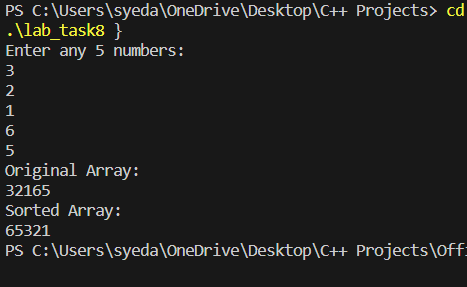 PS C:\Users\syeda\OneDrive\Desktop\C++ Projects> cd
.\lab_task8 }
Enter any 5 numbers:
3
2
1
6
5
Original Array:
32165
Sorted Array:
65321
PS C:\Users\syeda\OneDrive\Desktop\C++ Projects\Offi